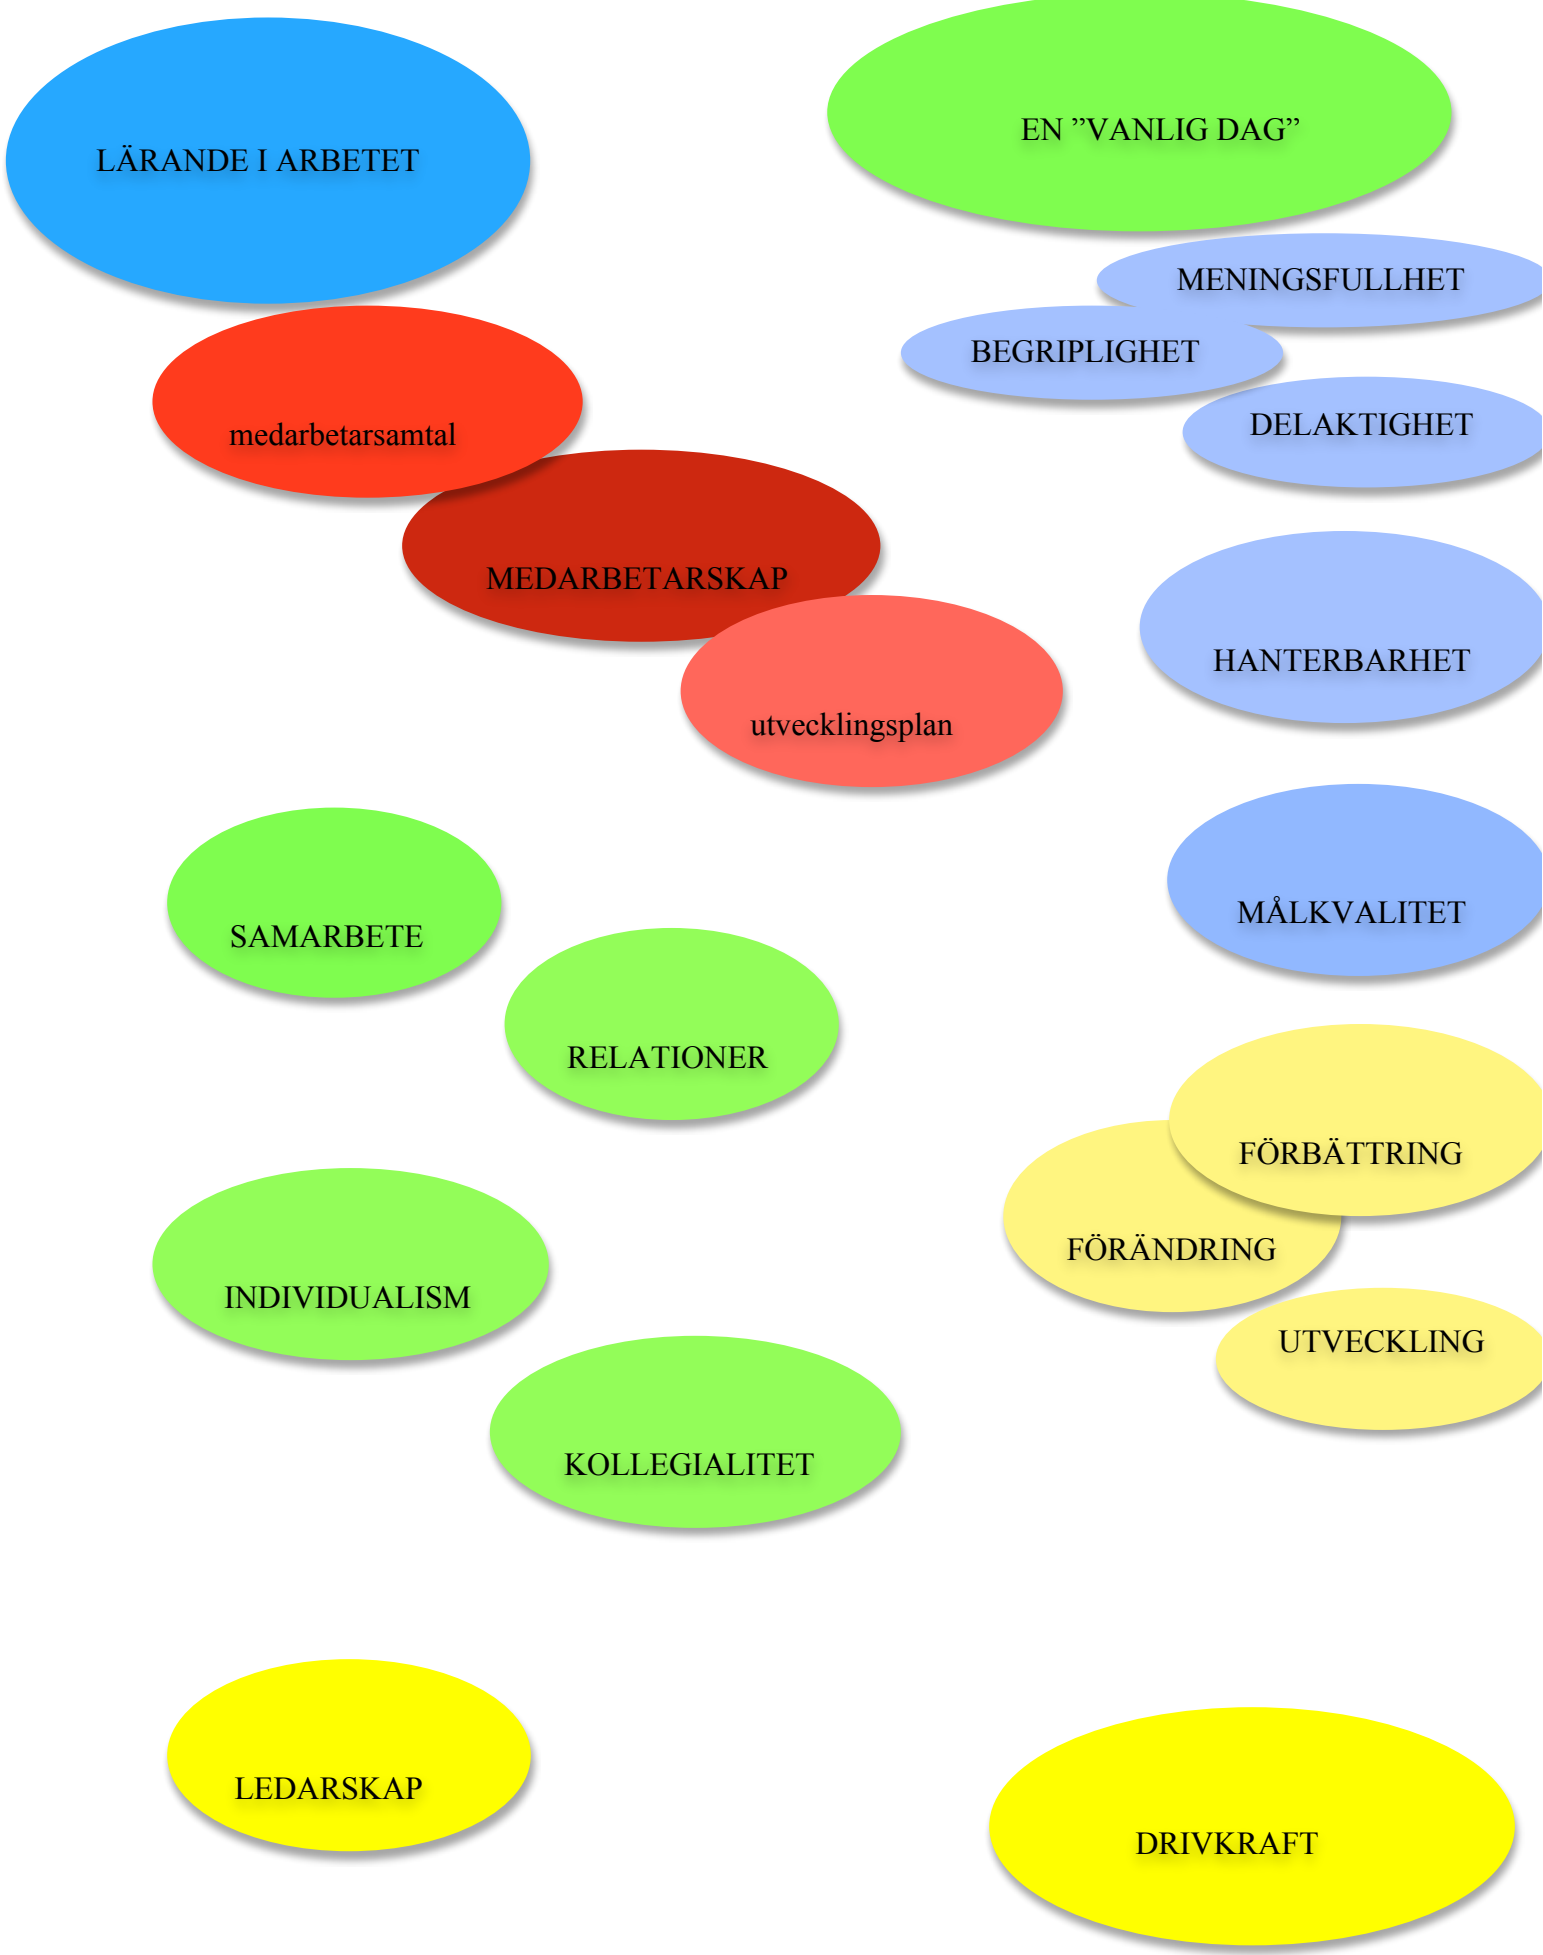 LÄRANDE I ARBETET
EN ”VANLIG DAG”
MENINGSFULLHET
BEGRIPLIGHET
DELAKTIGHET
medarbetarsamtal
MEDARBETARSKAP
HANTERBARHET
utvecklingsplan
MÅLKVALITET
SAMARBETE
RELATIONER
FÖRBÄTTRING
FÖRÄNDRING
INDIVIDUALISM
UTVECKLING
KOLLEGIALITET
LEDARSKAP
DRIVKRAFT